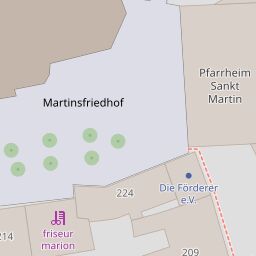 Pfarrheim
Sankt
Martin
Martinsfriedhof
Die Förderer
e.V.
224
friseur
marion
214
209